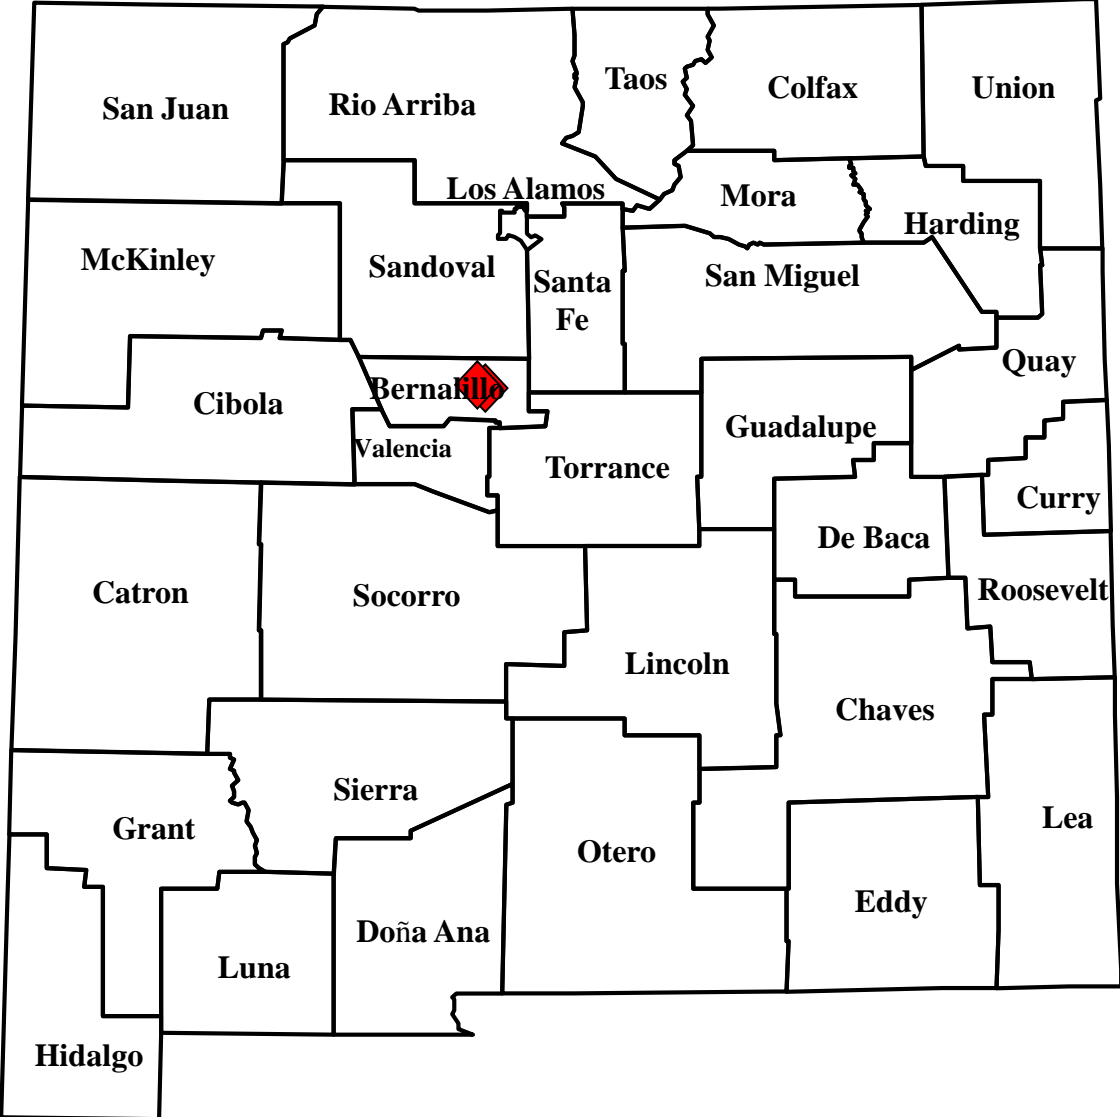 Taos
Colfax
Union
San Juan
Rio Arriba
Los Alamos
Mora
Harding
McKinley
Sandoval
Santa
Fe
San Miguel
Quay
Bernalillo
Cibola
Guadalupe
Valencia
Torrance
Curry
De Baca
Catron
Socorro
Roosevelt
Lincoln
Chaves
Sierra
Grant
Lea
Otero
Eddy
Doña Ana
Luna
Hidalgo